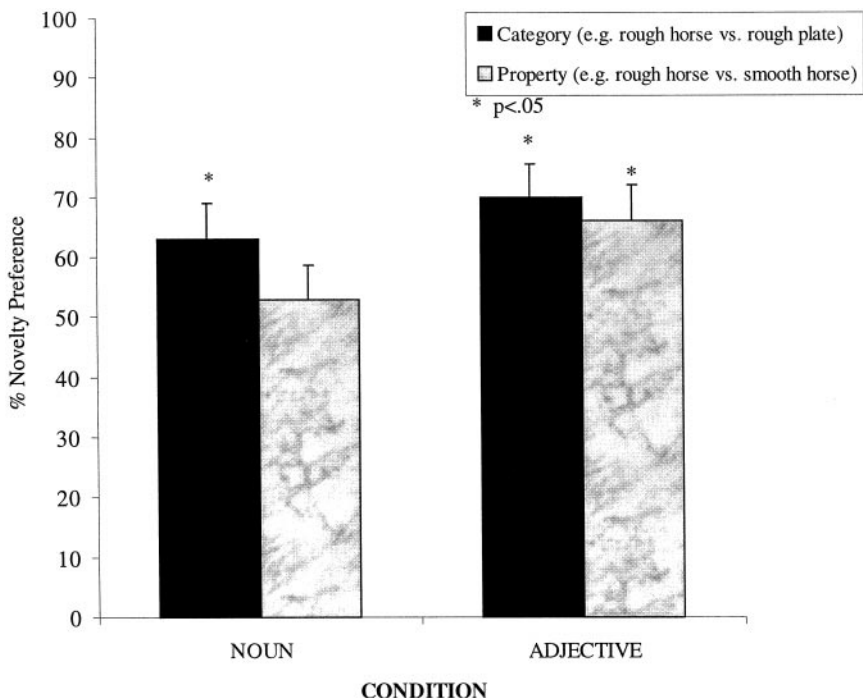 100
90
80
70
60
50
40
30
20
10
0
% Novelty Preference
Category (e.g. rough horse vs. rough plate)
Property (e.g. rough horse vs. smooth horse)
* p<.05
*
*
*
NOUN
ADJECTIVE
CONDITION